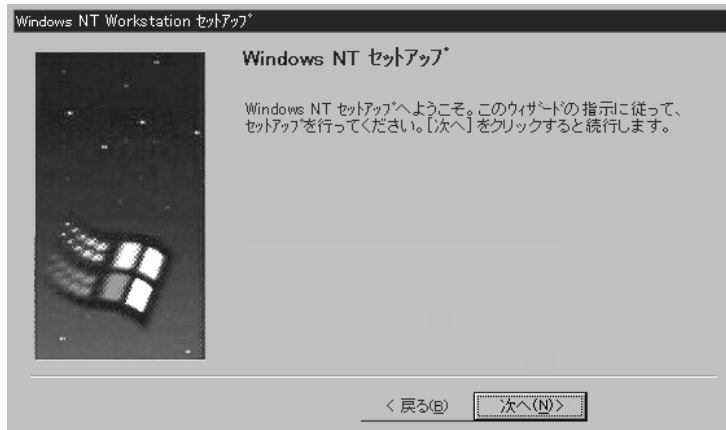 Windows NT Workstation ｾｯﾄｱｯﾌﾟ
Windows NT ｾｯﾄｱｯﾌﾟ
Windows NT ｾｯﾄｱｯﾌﾟへようこそ。このｳｨｻﾞｰﾄﾞの指示に従って、
ｾｯﾄｱｯﾌﾟを行ってください。[次へ] をｸﾘｯｸすると続行します。
< 戻る(B)
次へ(N) >